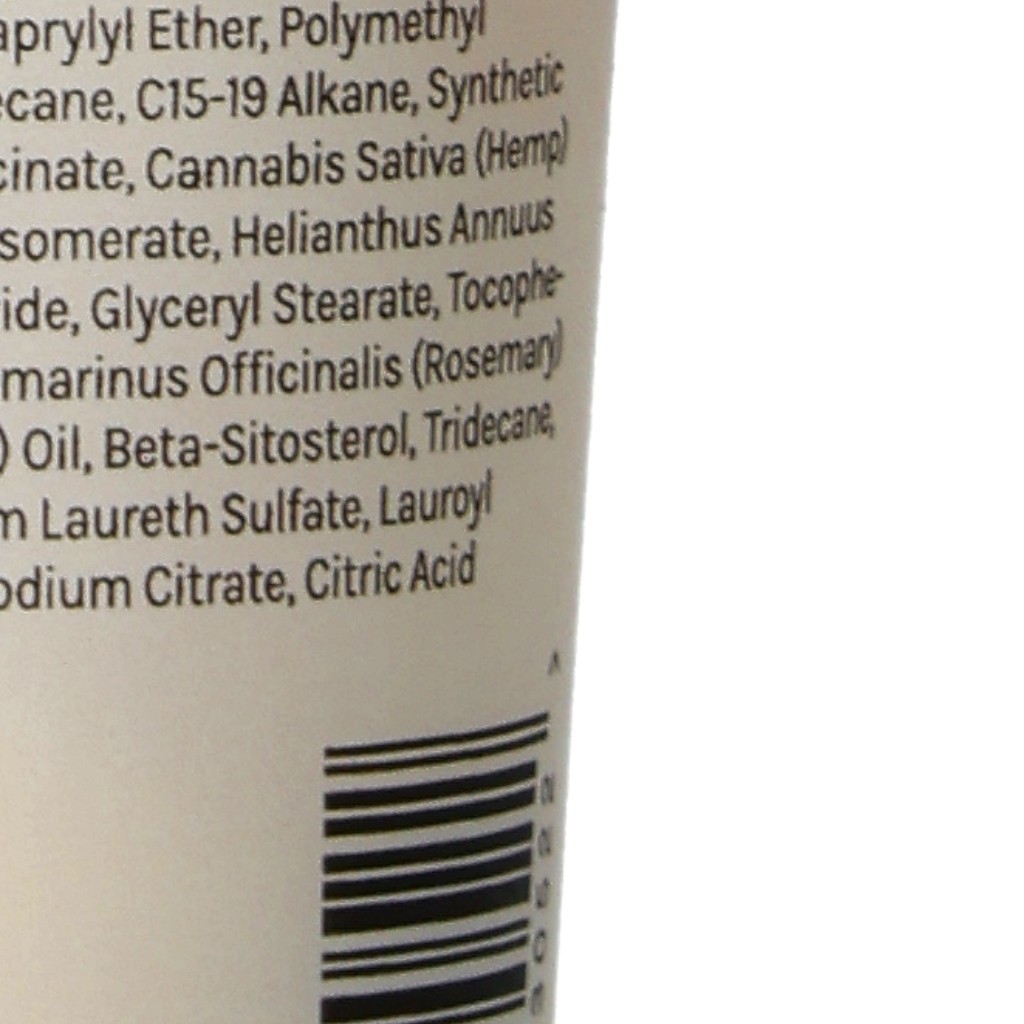 aprylyl Ether, Polymethyl
ecane, C15-19 Alkane, Synthetic
cinate, Cannabis Sativa (Hemp)
somerate, Helianthus Annuus
ide, Glyceryl Stearate, Tocophe-
marinus Officinalis (Rosemary)
) Oil, Beta-Sitosterol, Tridecane,
m Laureth Sulfate, Lauroyl
odium Citrate, Citric Acid